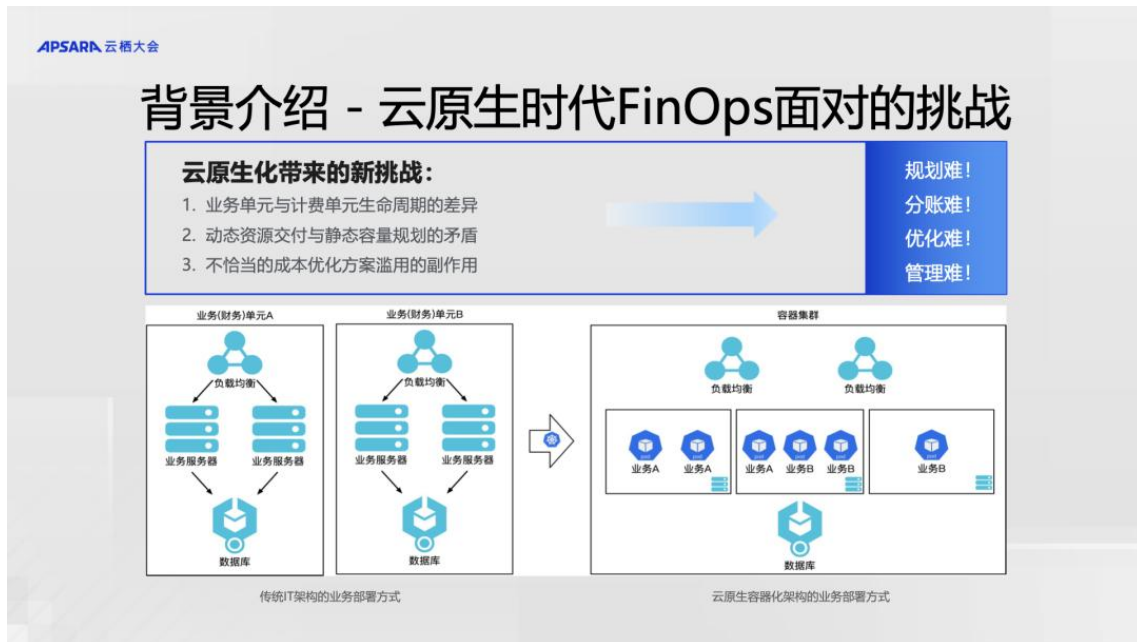 APSARA 云栖大会
背景介绍 - 云原生时代FinOps面对的挑战
云原生化带来的新挑战：
1. 业务单元与计费单元生命周期的差异
2. 动态资源交付与静态容量规划的矛盾
3. 不恰当的成本优化方案滥用的副作用
规划难！
分账难！
优化难！
管理难！
业务(财务)单元A
负载均衡
业务服务器 业务服务器
数据库
业务(财务)单元B
负载均衡
业务服务器 业务服务器
数据库
传统IT架构的业务部署方式
容器集群
负载均衡 负载均衡
pod pod pod pod pod pod
业务A 业务A 业务A 业务B 业务B 业务B
数据库
云原生容器化架构的业务部署方式